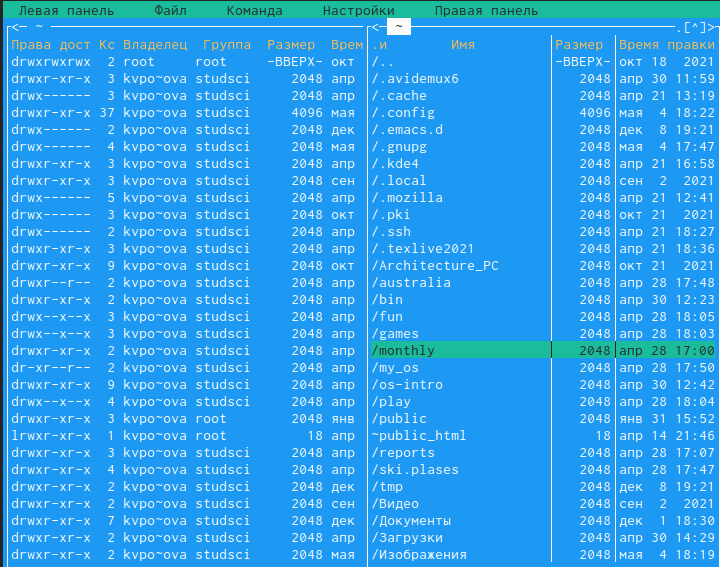 Левая панель Файл Команда Настройки Правая панель
<─ ~ <─ ~ .[^]>
Права дост Кс Владелец Группа Размер Врем .и Имя Размер Время правки
drwxrwxrwx 2 root root -ВВЕРХ- окт /.. -ВВЕРХ- окт 18 2021
drwxr-xr-x 3 kvpo~ova studsci 2048 апр /.avidemux6 2048 апр 30 11:59
drwx------ 3 kvpo~ova studsci 2048 апр /.cache 2048 апр 21 13:19
drwxr-xr-x 37 kvpo~ova studsci 4096 мая /.config 4096 мая 4 18:22
drwx------ 2 kvpo~ova studsci 2048 дек /.emacs.d 2048 дек 8 19:21
drwx------ 4 kvpo~ova studsci 2048 мая /.gnupg 2048 мая 4 17:47
drwxr-xr-x 3 kvpo~ova studsci 2048 апр /.kde4 2048 апр 21 16:58
drwxr-xr-x 3 kvpo~ova studsci 2048 сен /.local 2048 сен 2 2021
drwx------ 5 kvpo~ova studsci 2048 апр /.mozilla 2048 апр 21 12:41
drwx------ 3 kvpo~ova studsci 2048 окт /.pki 2048 окт 21 2021
drwx------ 2 kvpo~ova studsci 2048 апр /.ssh 2048 апр 21 18:27
drwxr-xr-x 3 kvpo~ova studsci 2048 апр /.texlive2021 2048 апр 21 18:36
drwxr-xr-x 9 kvpo~ova studsci 2048 окт /Architecture_PC 2048 окт 21 2021
drwxr--r-- 2 kvpo~ova studsci 2048 апр /australia 2048 апр 28 17:48
drwxr-xr-x 2 kvpo~ova studsci 2048 апр /bin 2048 апр 30 12:23
drwx--x--x 3 kvpo~ova studsci 2048 апр /fun 2048 апр 28 18:05
drwx--x--x 3 kvpo~ova studsci 2048 апр /games 2048 апр 28 18:03
drwxr-xr-x 2 kvpo~ova studsci 2048 апр /monthly 2048 апр 28 17:00
dr-xr--r-- 2 kvpo~ova studsci 2048 апр /my_os 2048 апр 28 17:50
drwxr-xr-x 9 kvpo~ova studsci 2048 апр /os-intro 2048 апр 30 12:42
drwx--x--x 4 kvpo~ova studsci 2048 апр /play 2048 апр 28 18:04
drwxr-xr-x 3 kvpo~ova root 2048 янв /public 2048 янв 31 15:52
lrwxr-xr-x 1 kvpo~ova root 18 апр ~public_html 18 апр 14 21:46
drwxr-xr-x 3 kvpo~ova studsci 2048 апр /reports 2048 апр 28 17:07
drwxr-xr-x 4 kvpo~ova studsci 2048 апр /ski.plases 2048 апр 28 17:47
drwxr-xr-x 2 kvpo~ova studsci 2048 дек /tmp 2048 дек 8 19:21
drwxr-xr-x 2 kvpo~ova studsci 2048 сен /Видео 2048 сен 2 2021
drwxr-xr-x 7 kvpo~ova studsci 2048 дек /Документы 2048 дек 1 18:30
drwxr-xr-x 2 kvpo~ova studsci 2048 апр /Загрузки 2048 апр 30 14:29
drwxr-xr-x 2 kvpo~ova studsci 2048 мая /Изображения 2048 мая 4 18:19